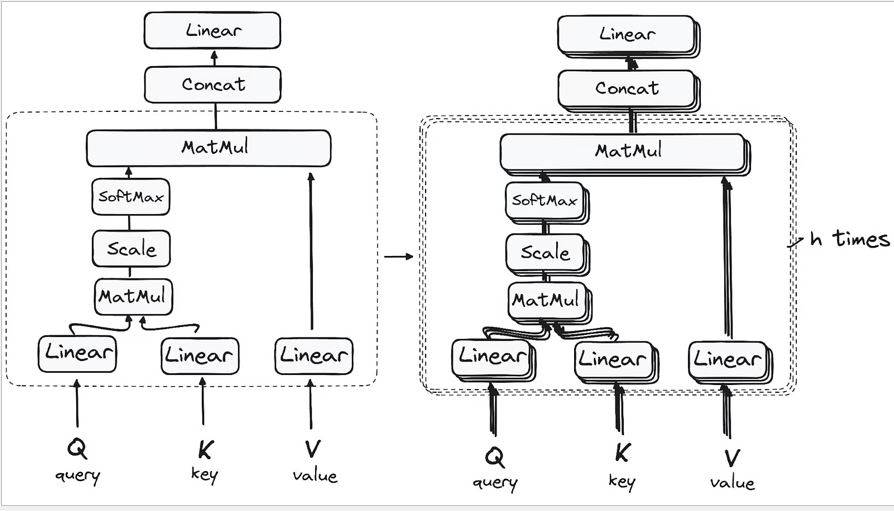 Linear
Concat
MatMul
SoftMax
Scale
MatMul
Linear Linear Linear
Q K V
query key value
Linear
Concat
MatMul
SoftMax
Scale
MatMul
Linear Linear Linear
h times
Q K V
query key value